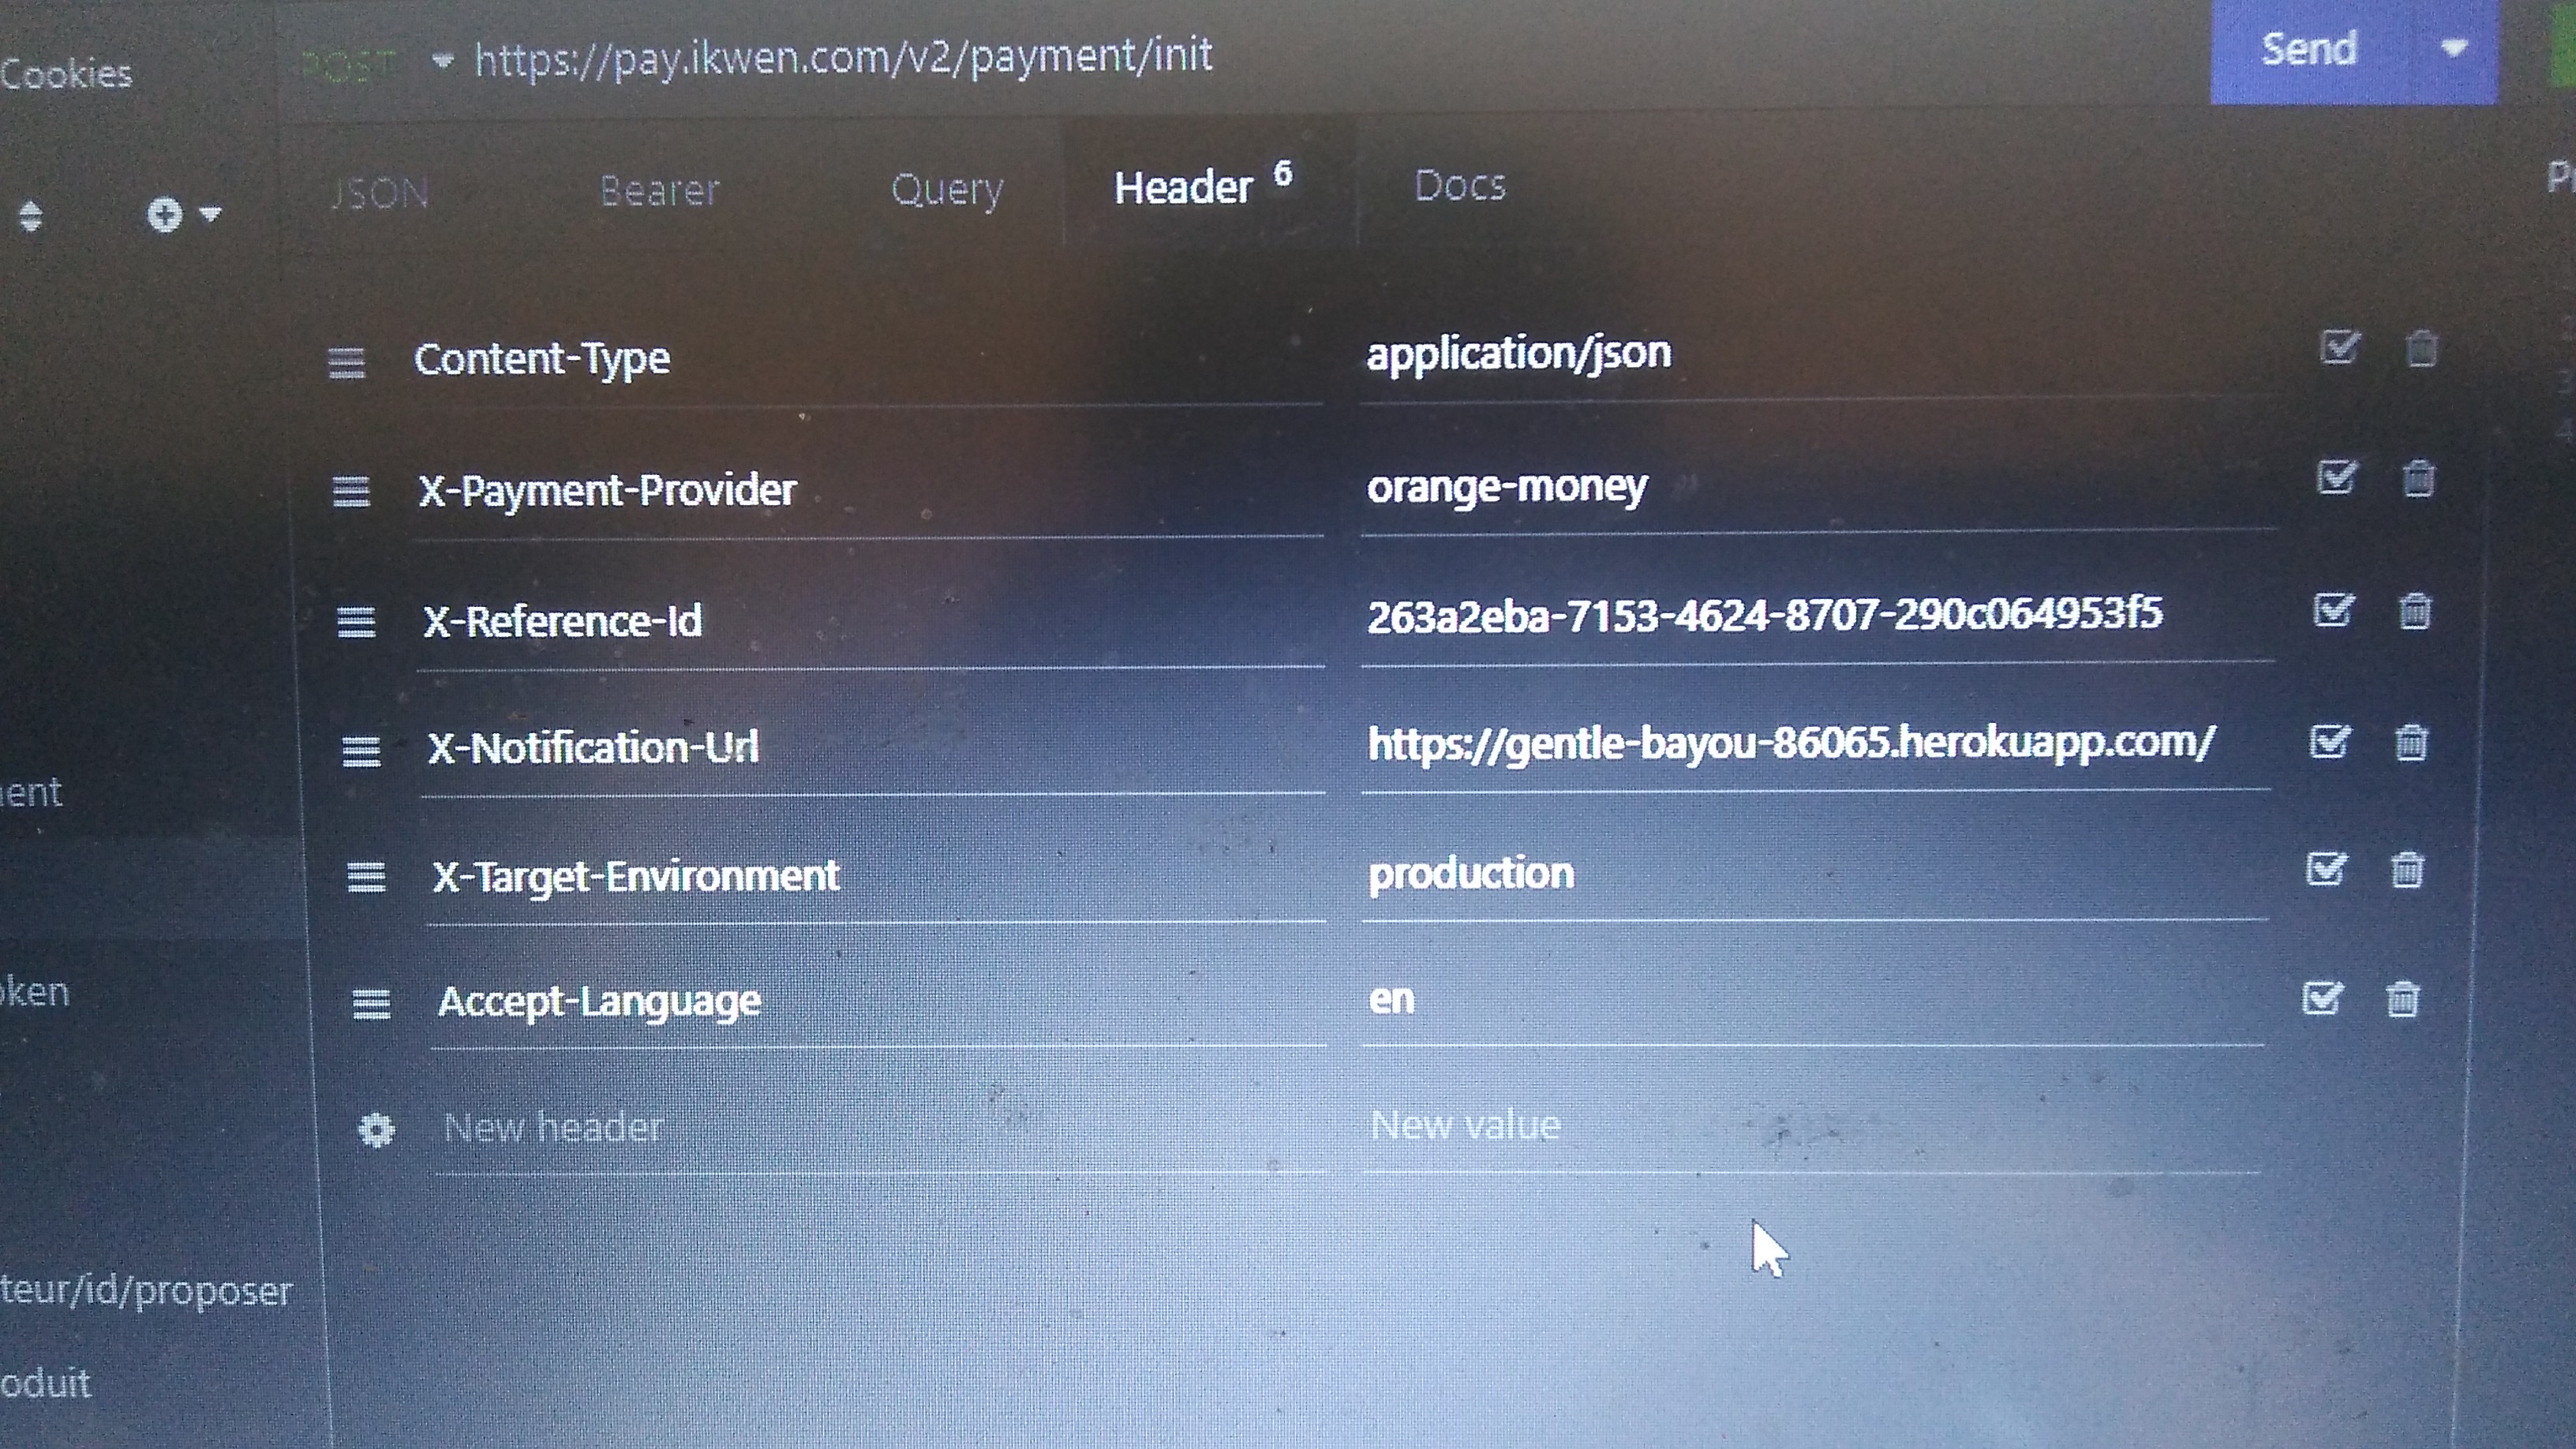 Cookies
POST https://pay.ikwen.com/v2/payment/init Send
JSON Bearer Query Header 6 Docs
Content-Type application/json
X-Payment-Provider orange-money
X-Reference-Id 263a2eba-7153-4624-8707-290c064953f5
X-Notification-Url https://gentle-bayou-86065.herokuapp.com/
ent
X-Target-Environment production
oken
Accept-Language en
New header New value
teur/id/proposer
oduit